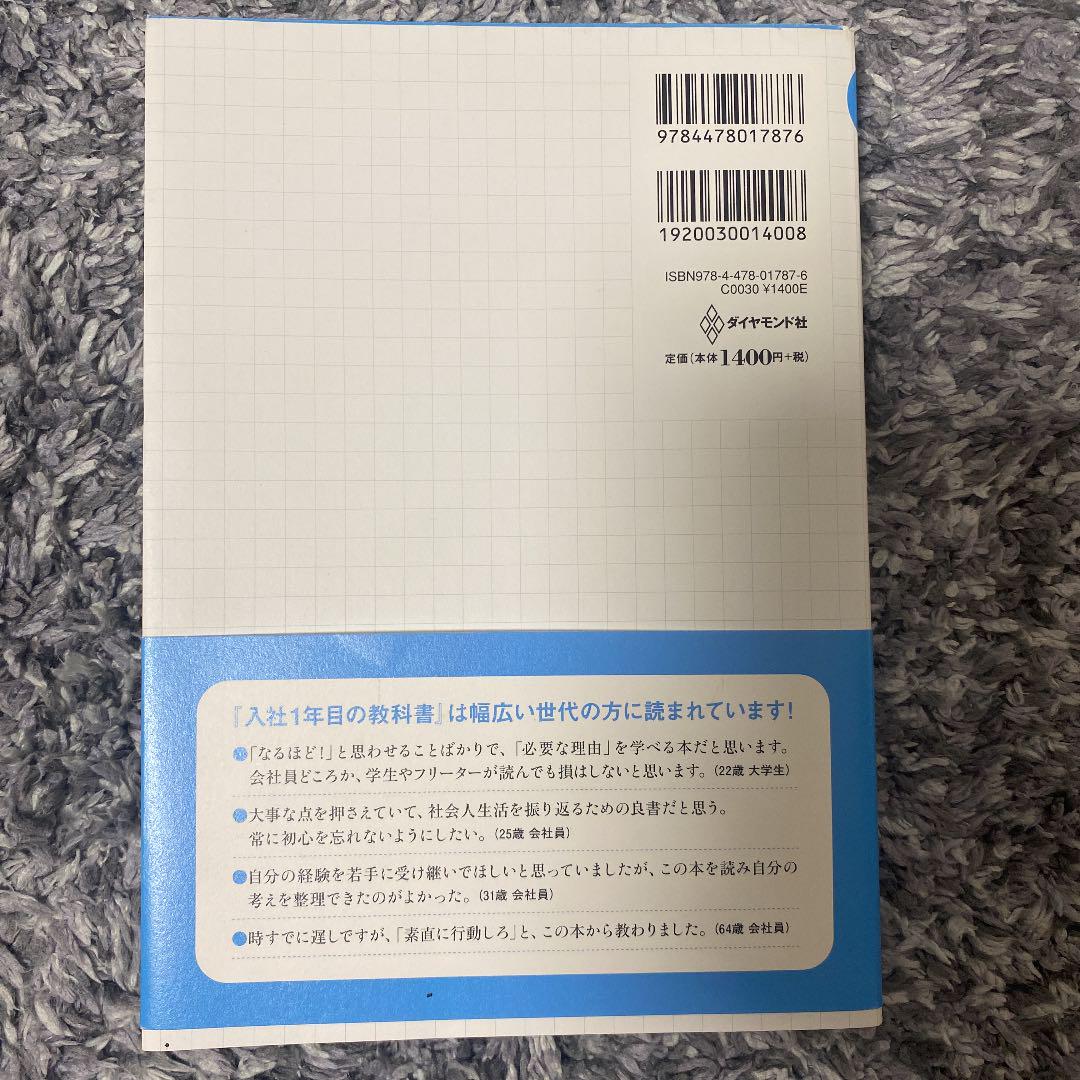 9784478017876
1920030014008
ISBN978-4-478-01787-6
C0030 ¥1400E
ダイヤモンド社
定価(本体1400円+税)
『入社1年目の教科書』は幅広い世代の方に読まれています!
「なるほど!」と思わせることばかりで、「必要な理由」を学べる本だと思います。
会社員どころか、学生やフリーターが読んでも損はしないと思います。(22歳 大学生)
大事な点を押さえていて、社会人生活を振り返るための良書だと思う。
常に初心を忘れないようにしたい。(25歳 会社員)
自分の経験を若手に受け継いでほしいと思っていましたが、この本を読み自分の
考えを整理できたのがよかった。(31歳 会社員)
時すでに遅しですが、「素直に行動しろ」と、この本から教わりました。(64歳 会社員)